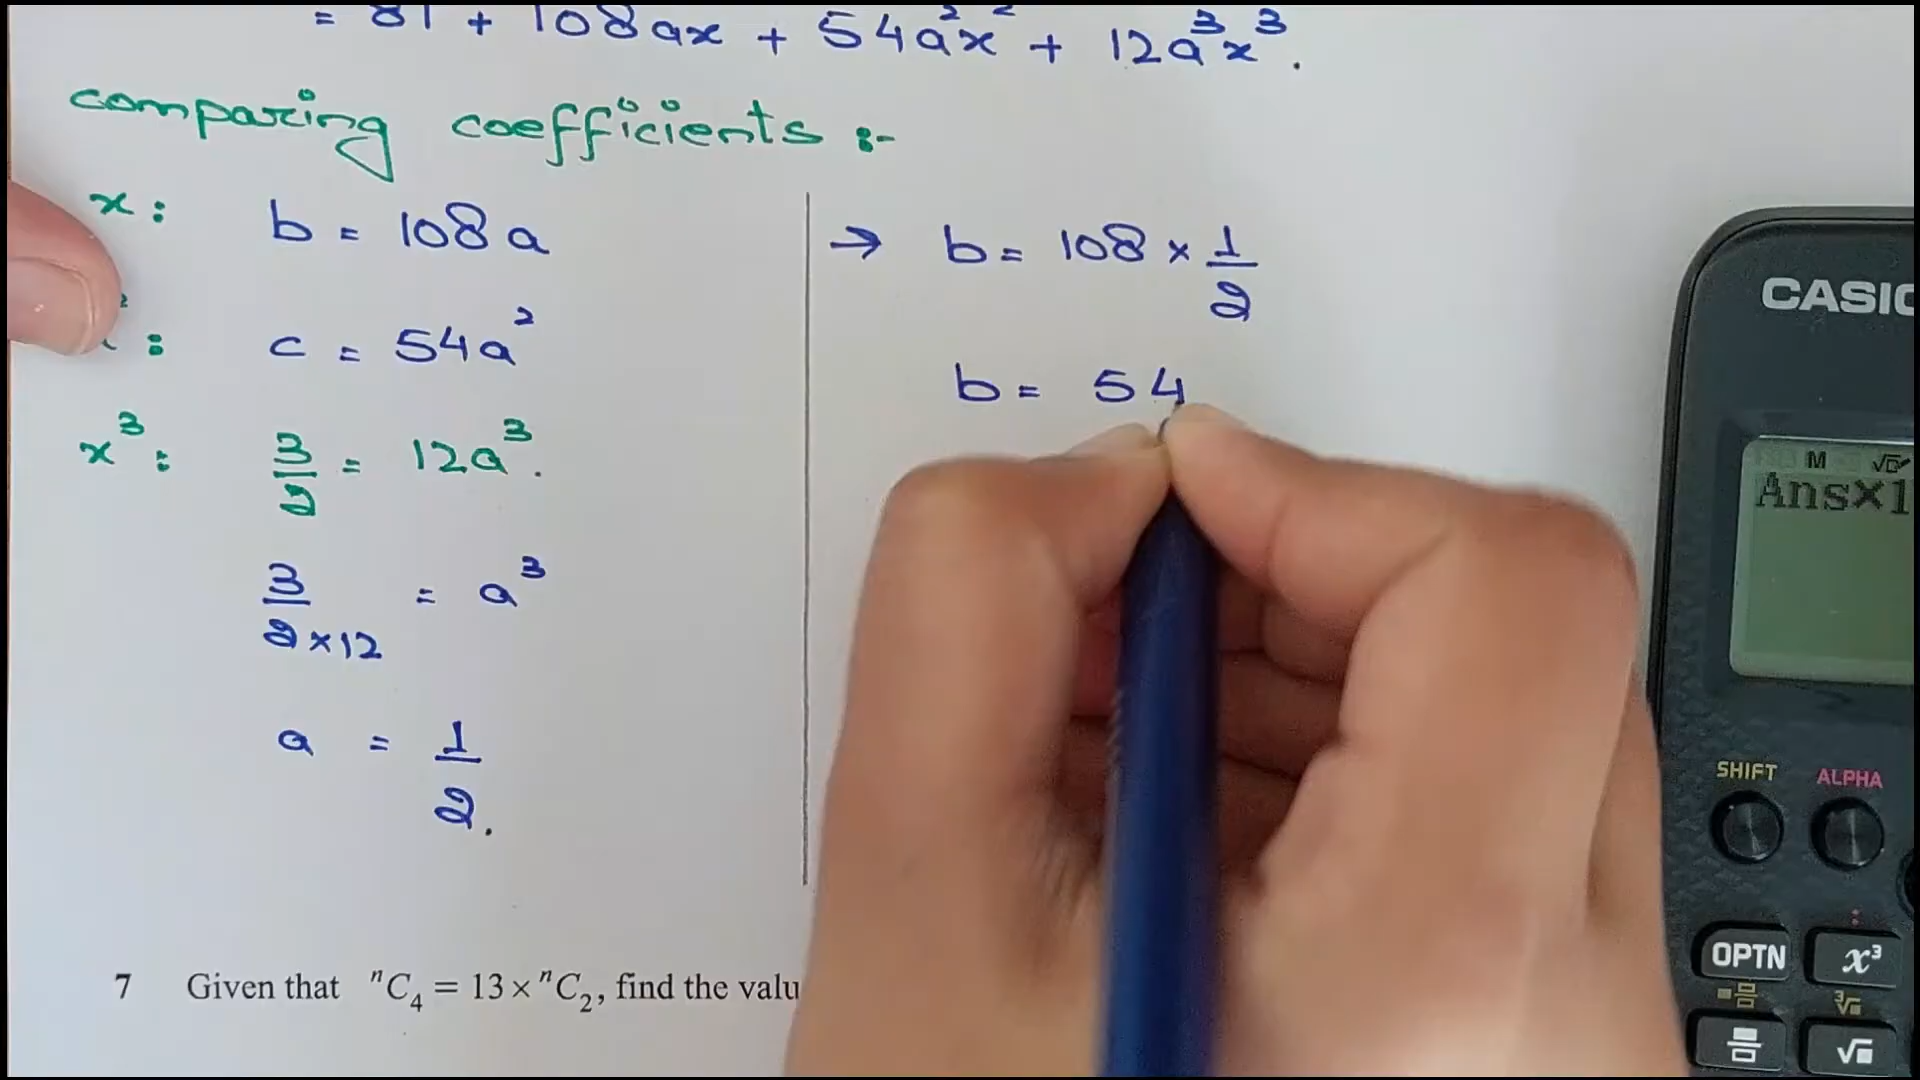 = 81 + 108ax + 54a²x² + 12a³x³.
comparing coefficients :-
x: b = 108a
²: c = 54a²
x³: 3/2 = 12a³.
3/(2×12) = a³
a = 1/2.
→ b = 108 × 1/2
b = 54
7 Given that ⁿC₄ = 13 × ⁿC₂, find the valu
CASIO
M √
Ans×1
SHIFT ALPHA
OPTN x³
³√
√